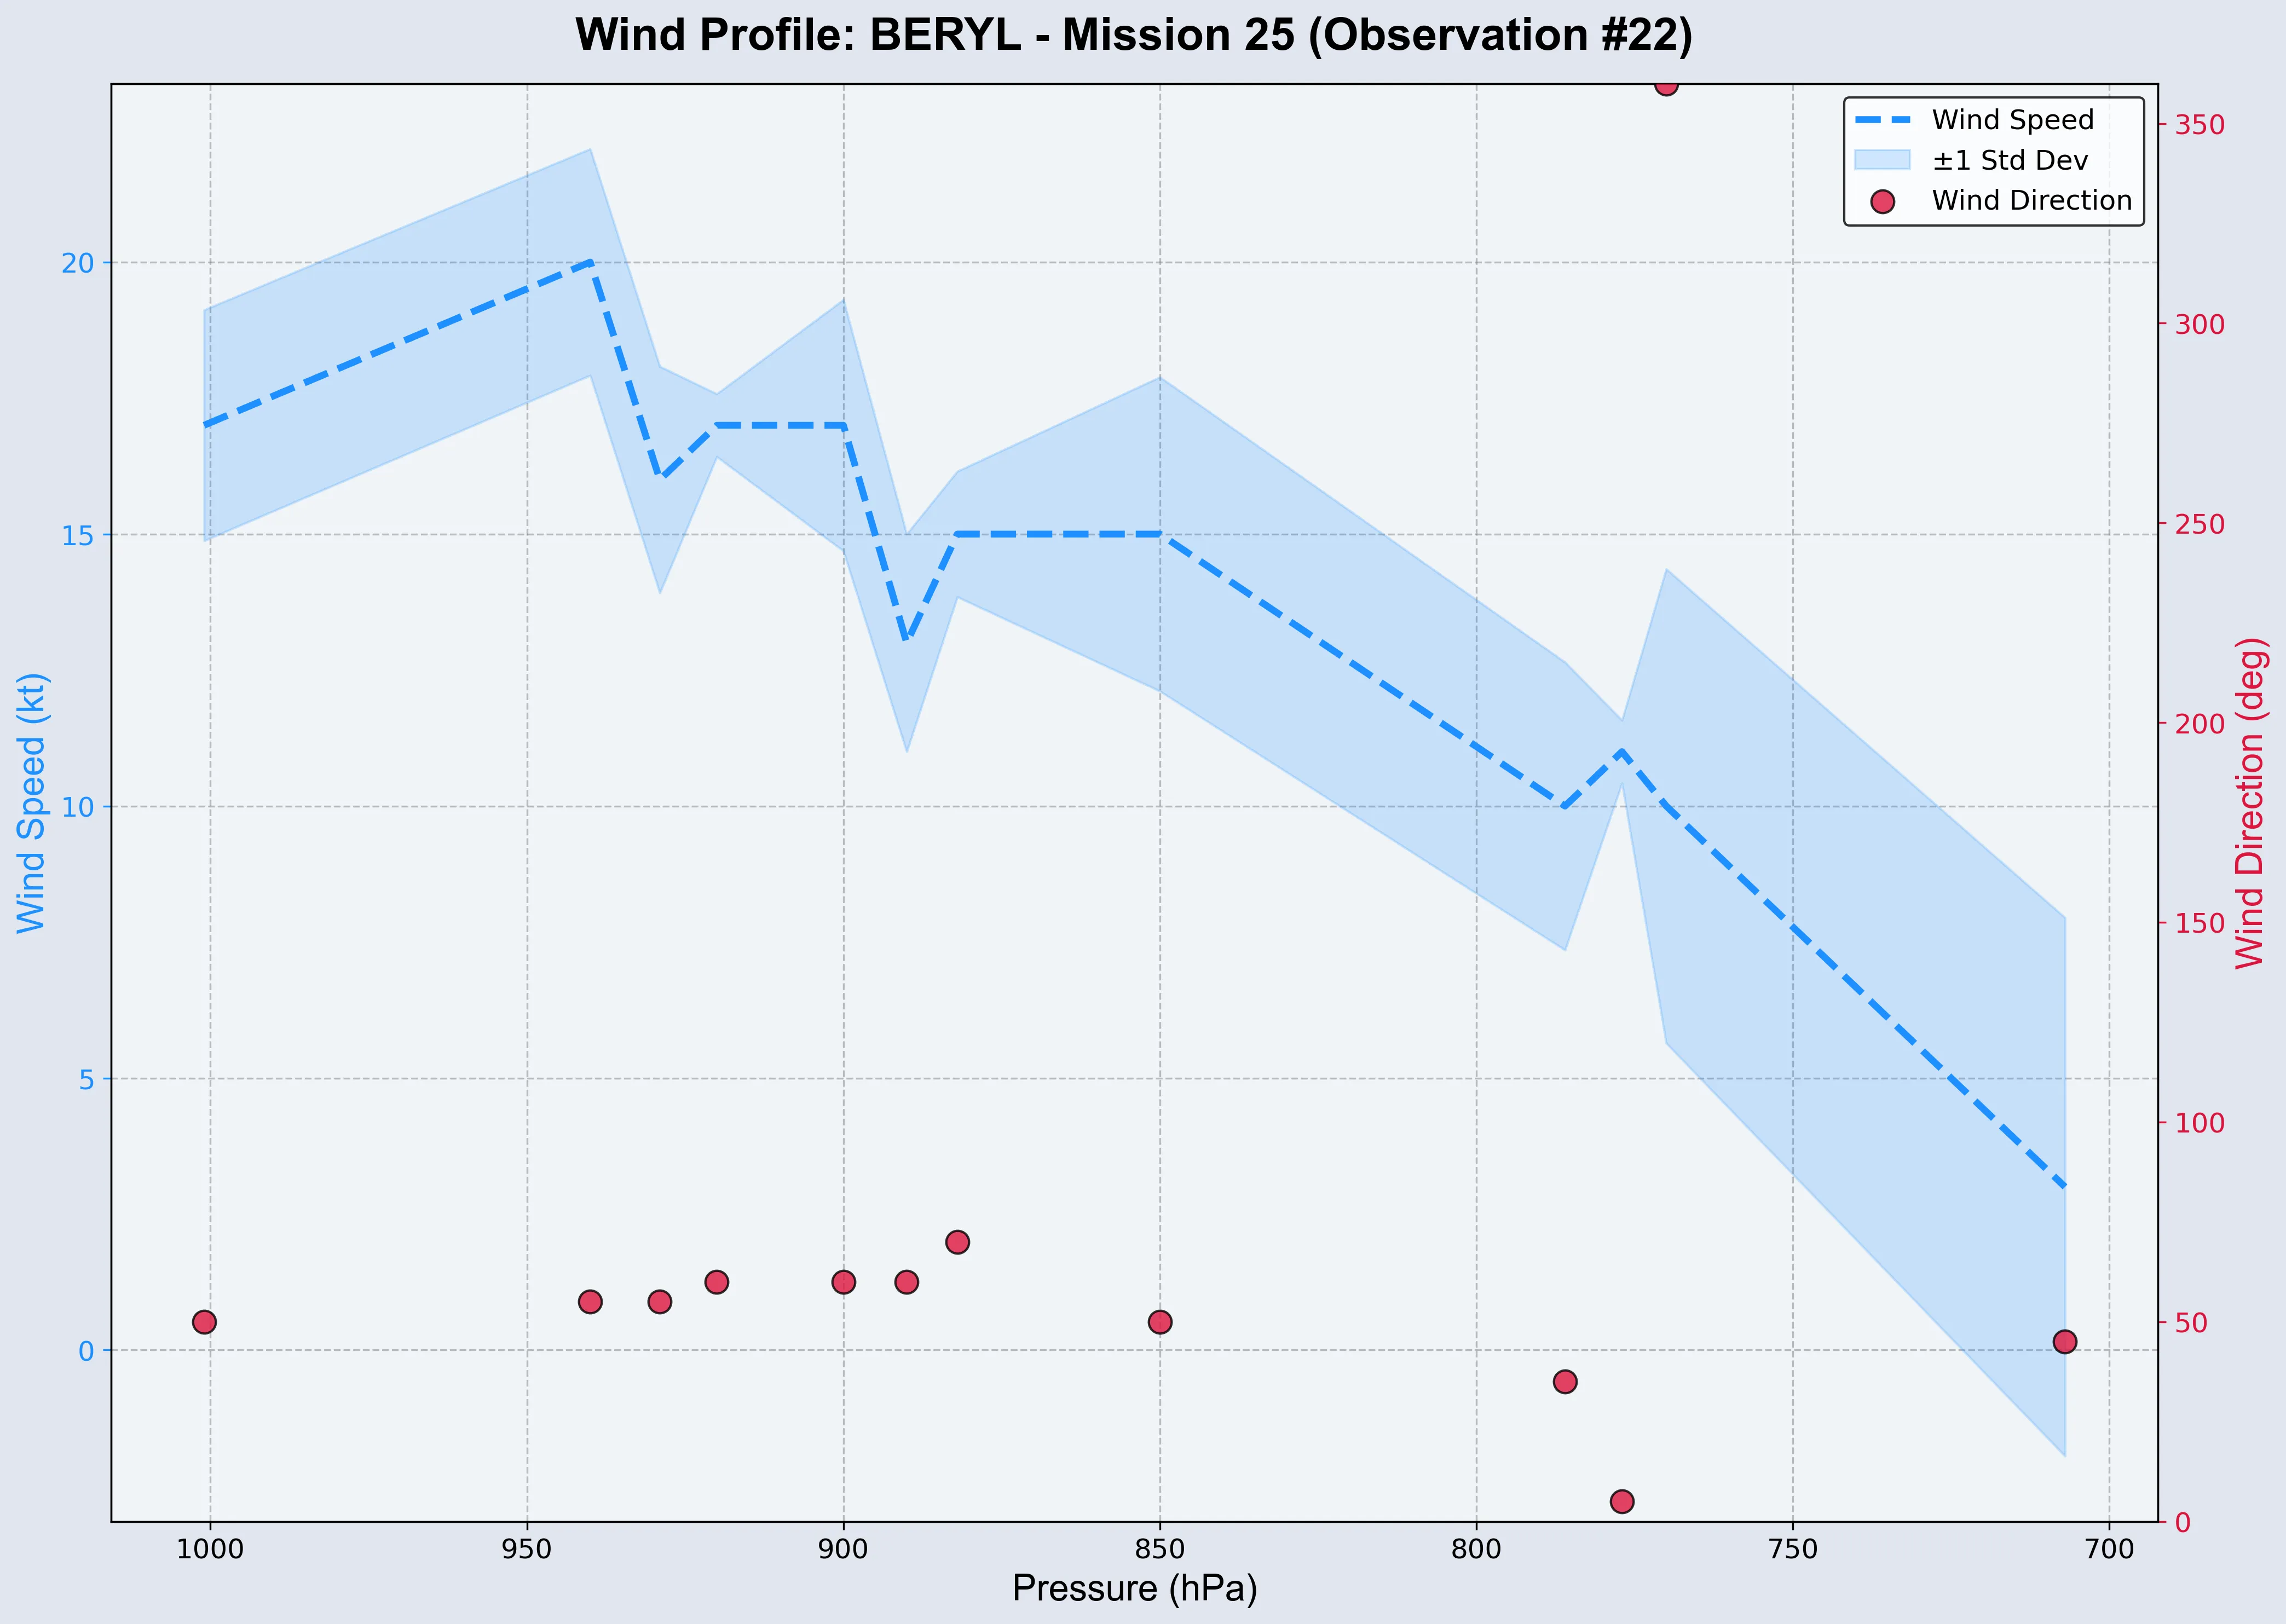 Wind Profile: BERYL - Mission 25 (Observation #22)
Wind Speed
±1 Std Dev
Wind Direction
Wind Speed (kt)
20
15
10
5
0
350
300
250
200
150
100
50
0
Wind Direction (deg)
1000 950 900 850 800 750 700
Pressure (hPa)